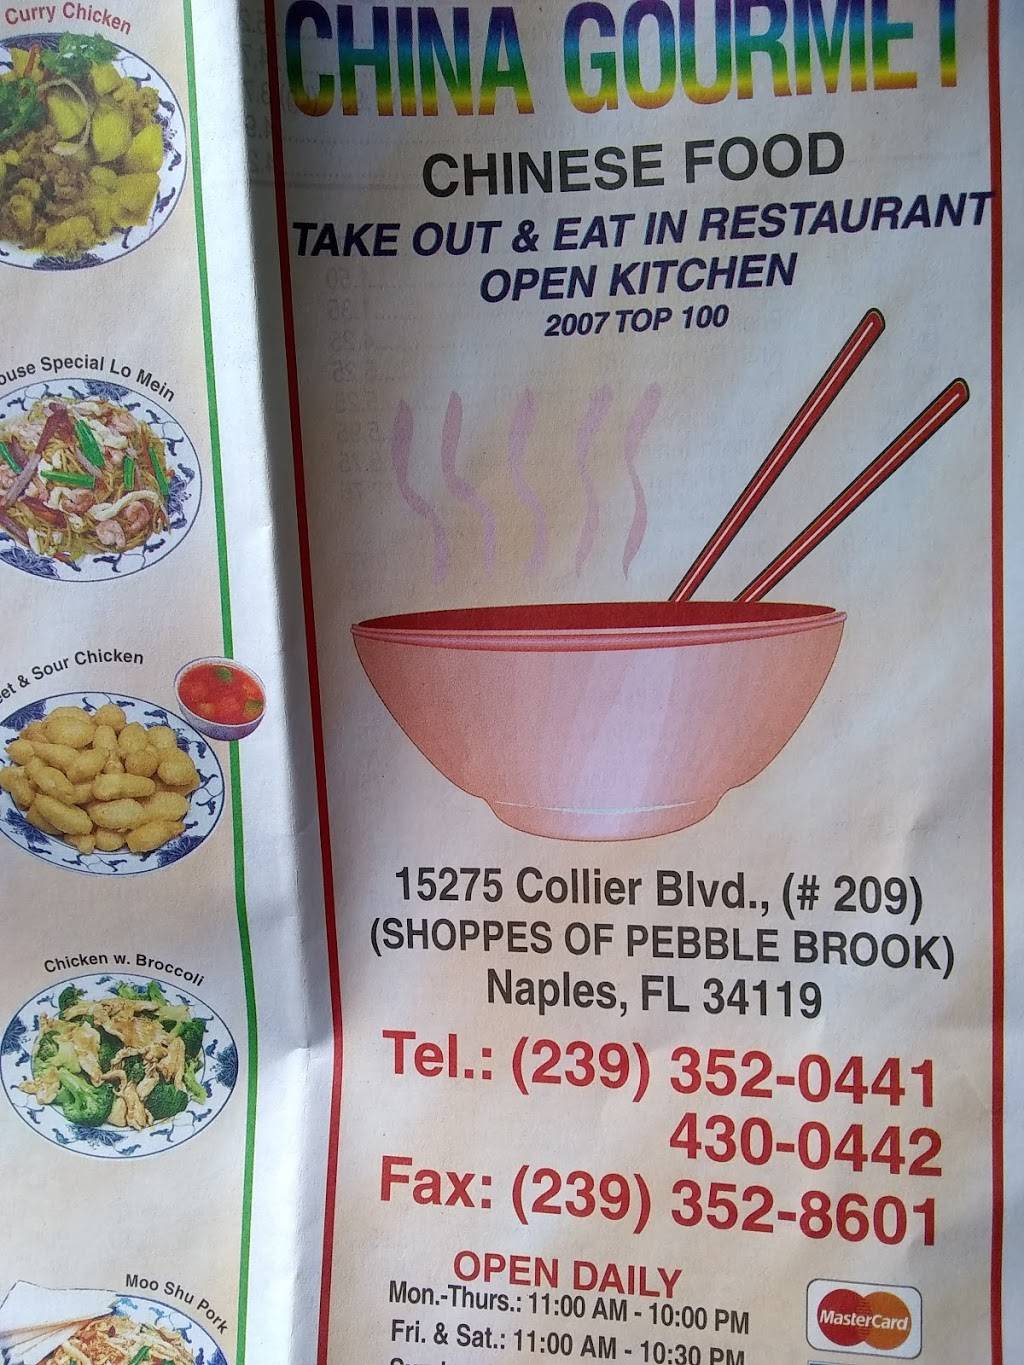 Curry Chicken
Special Lo Mein
& Sour Chicken
Chicken w. Broccoli
Moo Shu Pork
CHINA GOURMET
CHINESE FOOD
TAKE OUT & EAT IN RESTAURANT
OPEN KITCHEN
2007 TOP 100
15275 Collier Blvd., (# 209)
(SHOPPES OF PEBBLE BROOK)
Naples, FL 34119
Tel.: (239) 352-0441
430-0442
Fax: (239) 352-8601
OPEN DAILY
Mon.-Thurs.: 11:00 AM - 10:00 PM
Fri. & Sat.: 11:00 AM - 10:30 PM
MasterCard